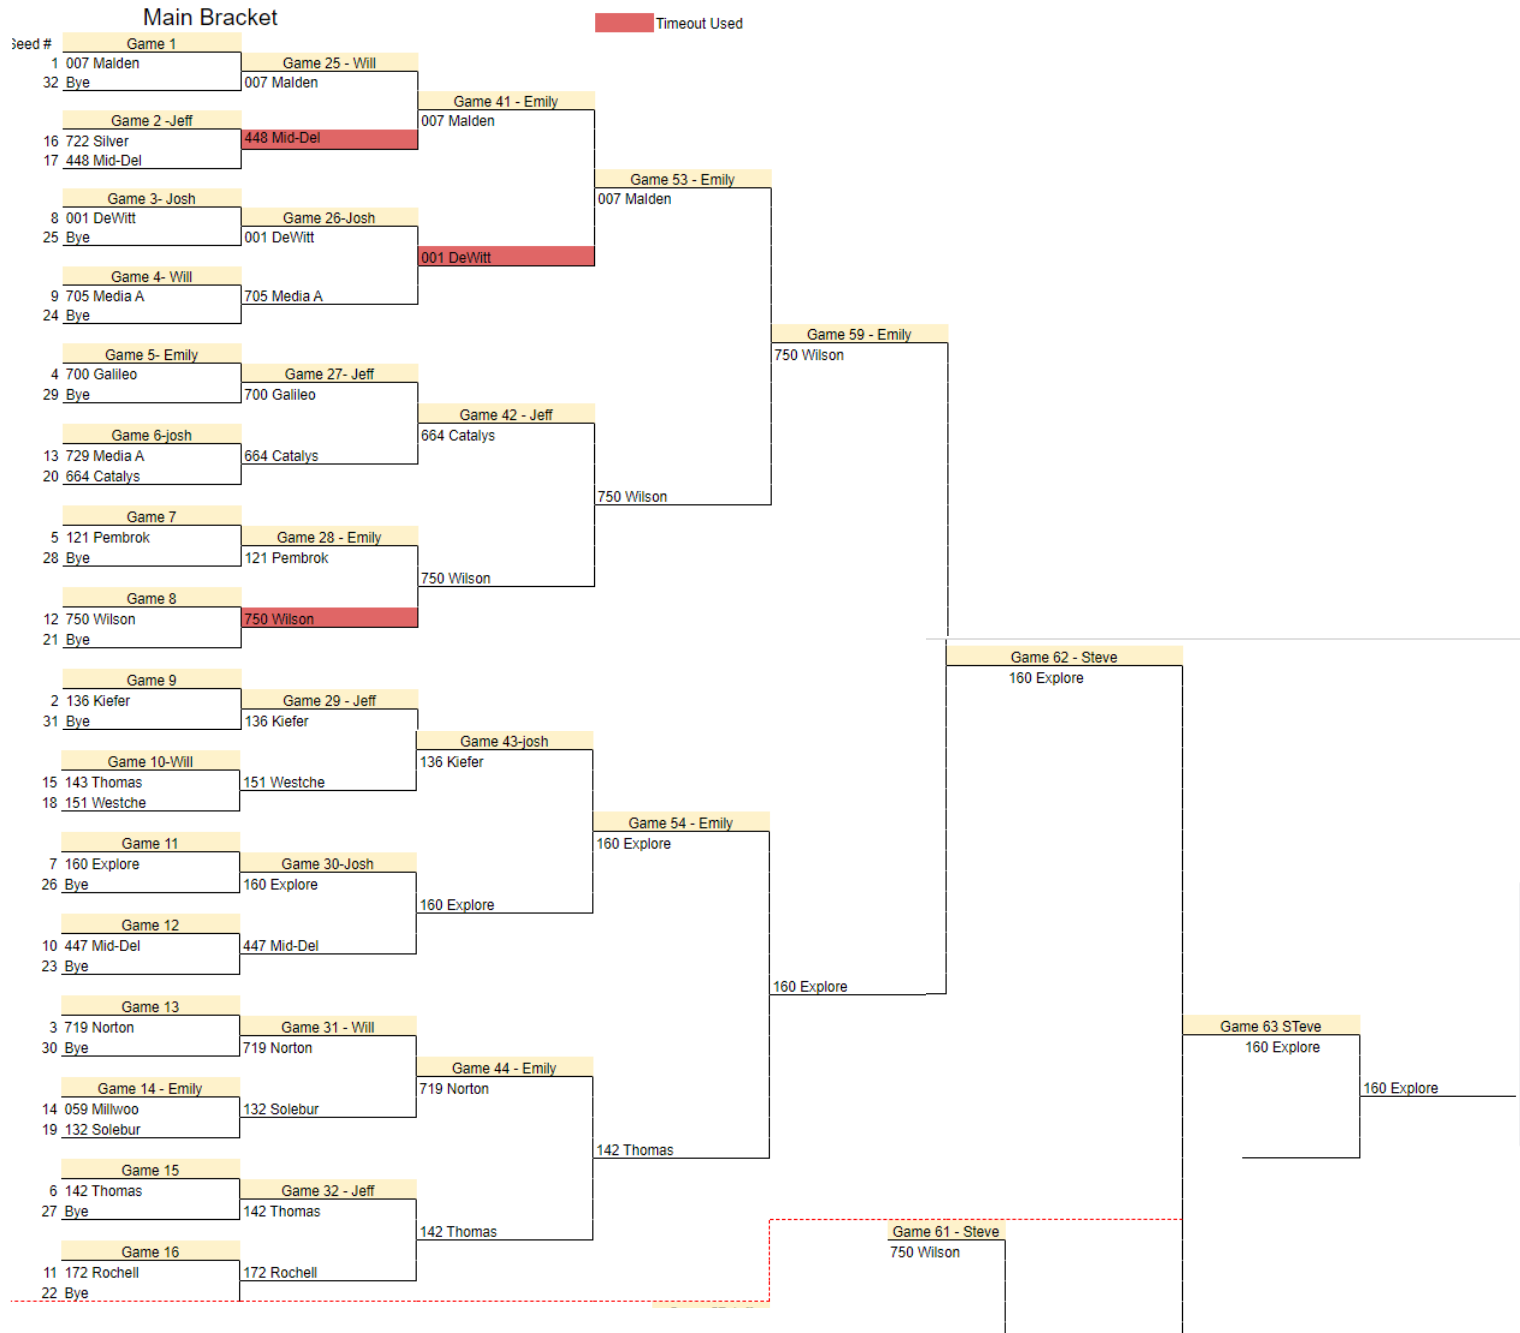 Main Bracket
Timeout Used
Seed #
Game 1
1 007 Malden
32 Bye
Game 25 - Will
007 Malden
Game 41 - Emily
007 Malden
Game 2 -Jeff
16 722 Silver
17 448 Mid-Del
448 Mid-Del
Game 53 - Emily
007 Malden
Game 3- Josh
8 001 DeWitt
25 Bye
Game 26-Josh
001 DeWitt
001 DeWitt
Game 4- Will
9 705 Media A
24 Bye
705 Media A
Game 59 - Emily
750 Wilson
Game 5- Emily
4 700 Galileo
29 Bye
Game 27- Jeff
700 Galileo
Game 42 - Jeff
664 Catalys
Game 6-josh
13 729 Media A
20 664 Catalys
664 Catalys
750 Wilson
Game 7
5 121 Pembrok
28 Bye
Game 28 - Emily
121 Pembrok
750 Wilson
Game 8
12 750 Wilson
21 Bye
750 Wilson
Game 62 - Steve
160 Explore
Game 9
2 136 Kiefer
31 Bye
Game 29 - Jeff
136 Kiefer
Game 43-josh
136 Kiefer
Game 10-Will
15 143 Thomas
18 151 Westche
151 Westche
Game 54 - Emily
160 Explore
Game 11
7 160 Explore
26 Bye
Game 30-Josh
160 Explore
160 Explore
Game 12
10 447 Mid-Del
23 Bye
447 Mid-Del
160 Explore
Game 13
3 719 Norton
30 Bye
Game 31 - Will
719 Norton
Game 63 STeve
160 Explore
160 Explore
Game 44 - Emily
719 Norton
Game 14 - Emily
14 059 Millwoo
19 132 Solebur
132 Solebur
142 Thomas
Game 15
6 142 Thomas
27 Bye
Game 32 - Jeff
142 Thomas
142 Thomas
Game 61 - Steve
750 Wilson
Game 16
11 172 Rochell
22 Bye
172 Rochell